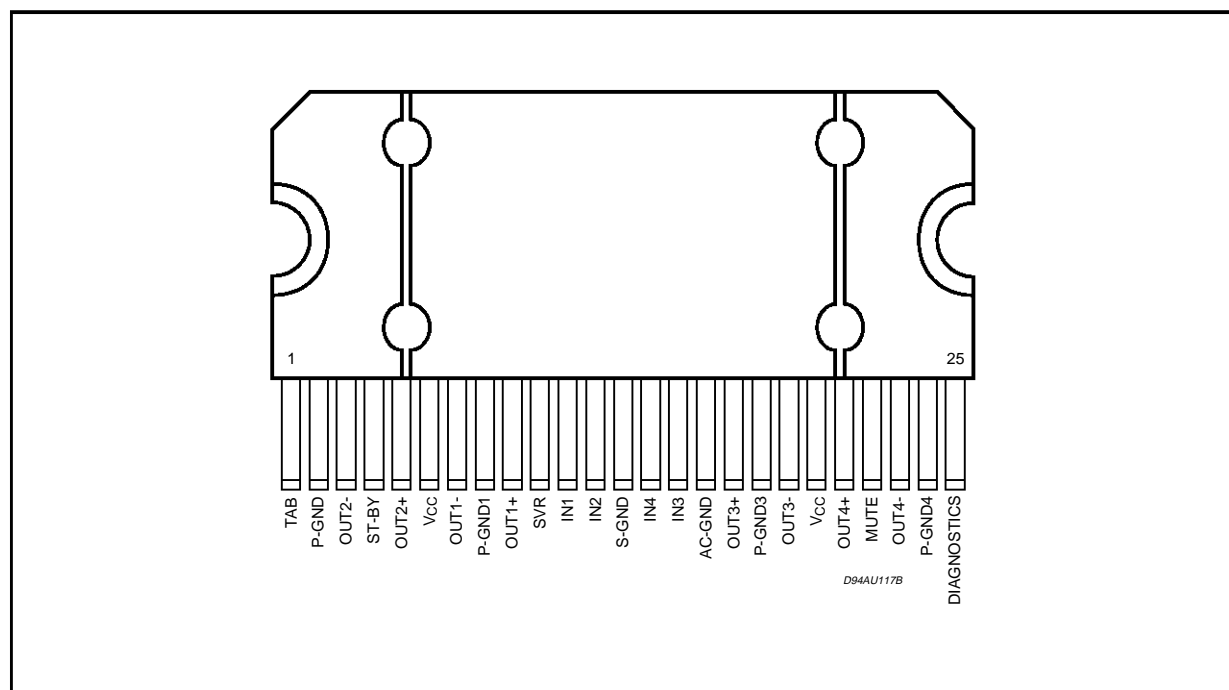 1
25
TAB
P-GND
OUT2-
ST-BY
OUT2+
VCC
OUT1-
P-GND1
OUT1+
SVR
IN1
IN2
S-GND
IN4
IN3
AC-GND
OUT3+
P-GND3
OUT3-
VCC
OUT4+
MUTE
OUT4-
P-GND4
DIAGNOSTICS
D94AU117B